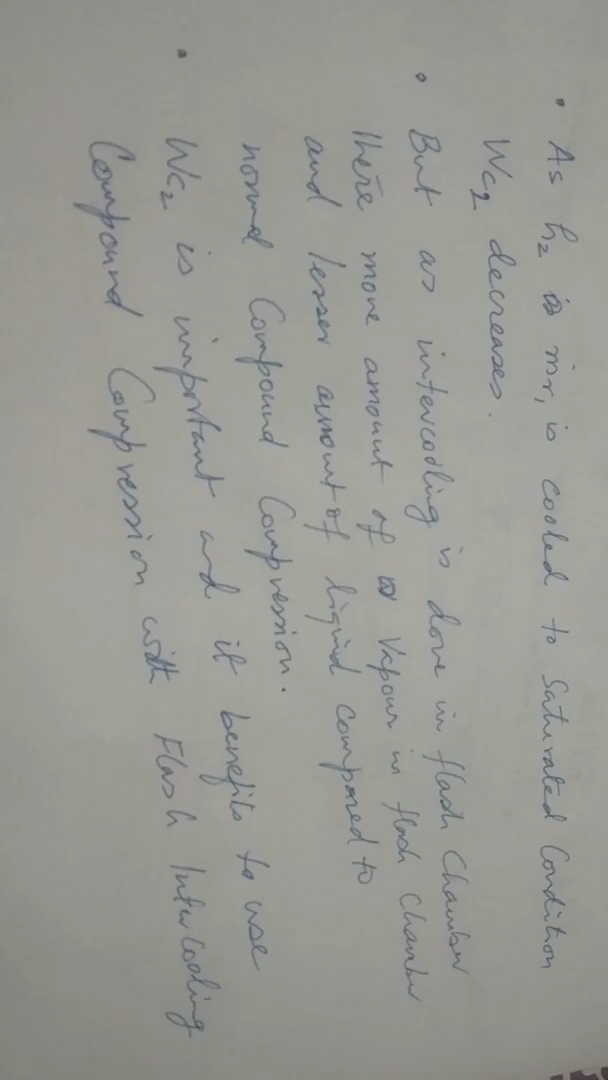 • As h₂ ṁr₁ is cooled to Saturated Condition
Wc₂ decreases.
• But as intercooling is done in flash Chamber
there more amount of Vapour in flash Chamber
and lesser amount of liquid compared to
normal Compound Compression.
• Wc₂ is important and it benefits to use
Compound Compression with Flash Intercooling